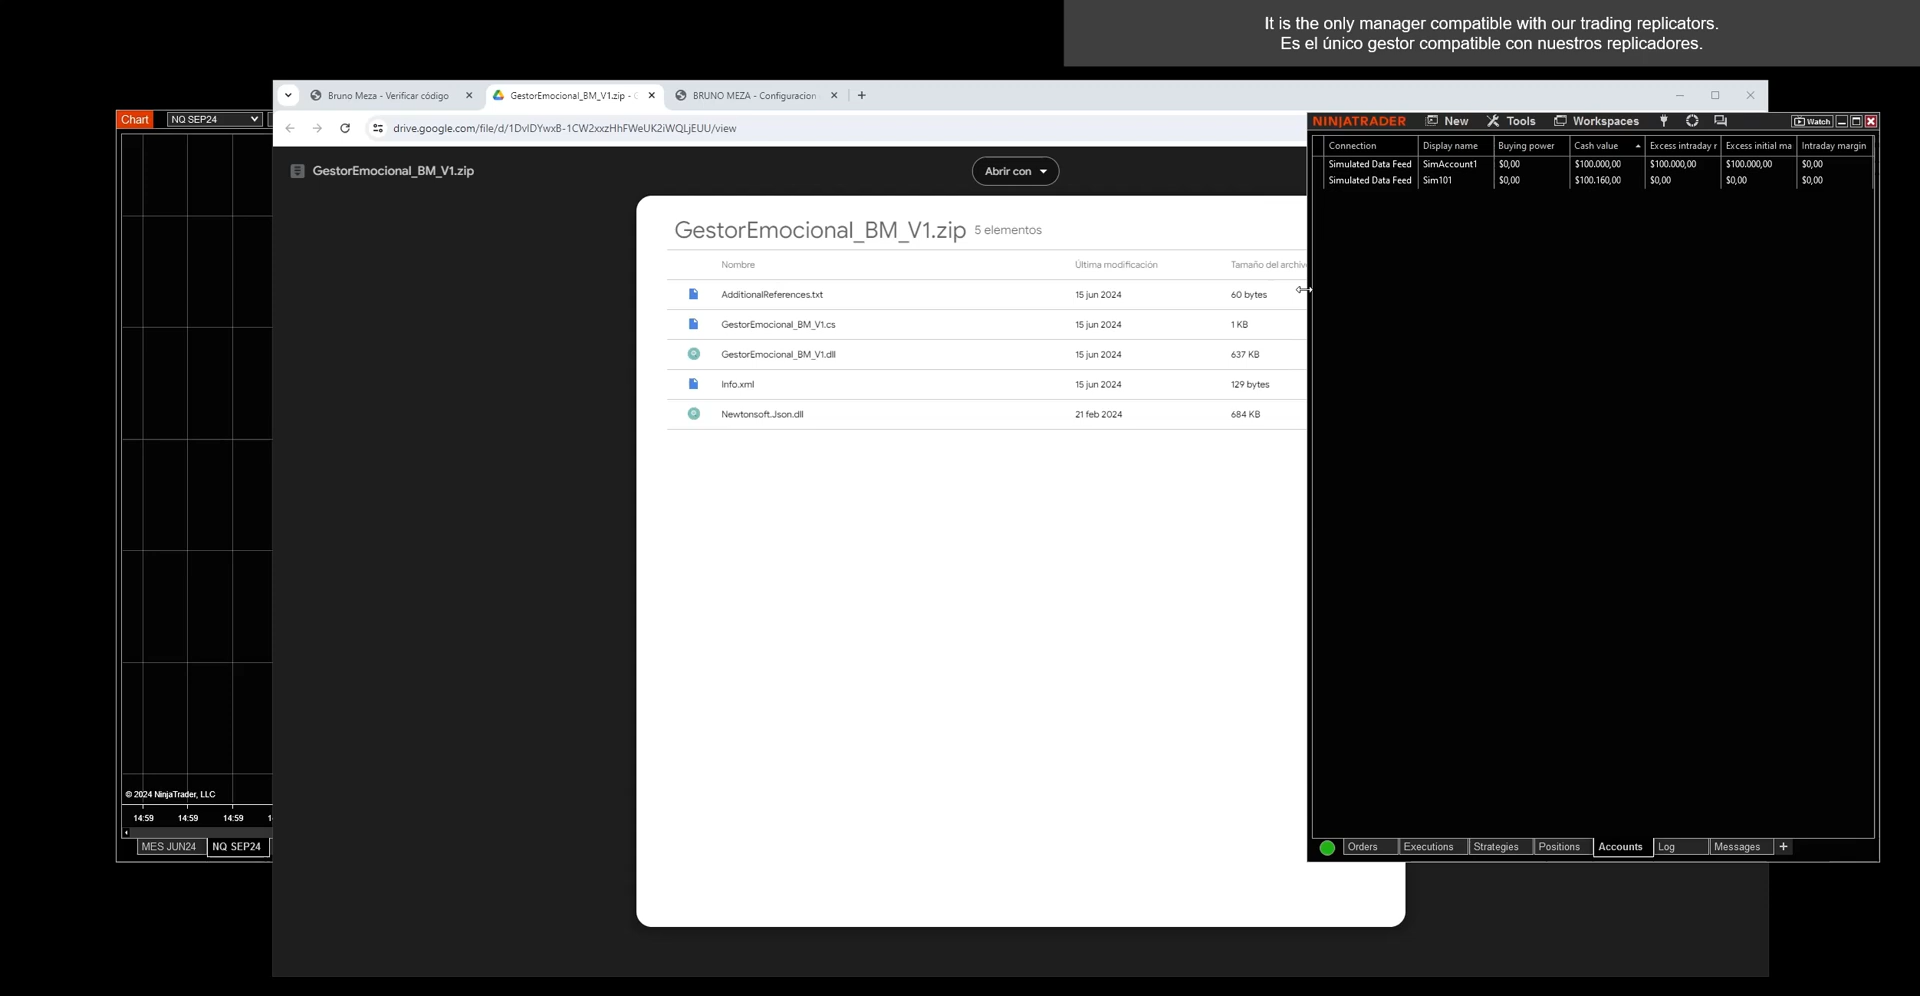 It is the only manager compatible with our trading replicators.
Es el único gestor compatible con nuestros replicadores.
Bruno Meza - Verificar código
GestorEmocional_BM_V1.zip - G
BRUNO MEZA - Configuracion
drive.google.com/file/d/1DvIDYwxB-1CW2xxzHhFWeUK2iWQLjEUU/view
Chart
NQ SEP24
GestorEmocional_BM_V1.zip
Abrir con
GestorEmocional_BM_V1.zip 5 elementos
Nombre Última modificación Tamaño del archivo
AdditionalReferences.txt 15 jun 2024 60 bytes
GestorEmocional_BM_V1.cs 15 jun 2024 1 KB
GestorEmocional_BM_V1.dll 15 jun 2024 637 KB
Info.xml 15 jun 2024 129 bytes
Newtonsoft.Json.dll 21 feb 2024 684 KB
NINJATRADER New Tools Workspaces Watch
Connection Display name Buying power Cash value Excess intraday r Excess initial ma Intraday margin
Simulated Data Feed SimAccount1 $0,00 $100.000,00 $100.000,00 $100.000,00 $0,00
Simulated Data Feed Sim101 $0,00 $100.160,00 $0,00 $0,00 $0,00
© 2024 NinjaTrader, LLC
14:59 14:59 14:59 1
MES JUN24 NQ SEP24
Orders Executions Strategies Positions Accounts Log Messages +